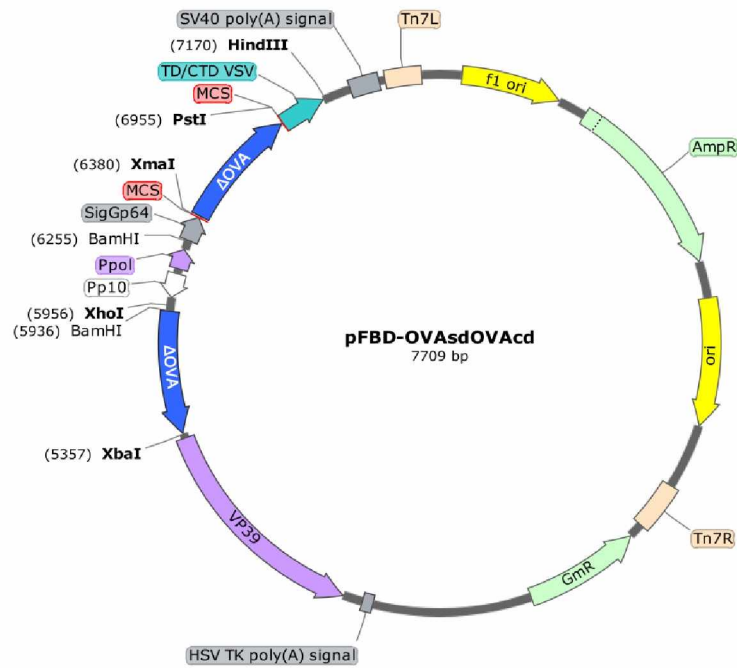 SV40 poly(A) signal
Tn7L
(7170) HindIII
TD/CTD VSV
MCS
(6955) PstI
f1 ori
AmpR
ΔOVA
(6380) XmaI
MCS
SigGp64
(6255) BamHI
Ppol
Pp10
(5956) XhoI
(5936) BamHI
ΔOVA
pFBD-OVAsdOVAcd
7709 bp
ori
(5357) XbaI
VP39
Tn7R
GmR
HSV TK poly(A) signal